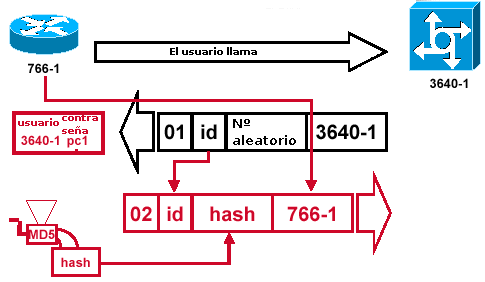 El usuario llama
766-1
3640-1
usuario contra
seña
3640-1 pc1
01 id Nº
aleatorio 3640-1
02 id hash 766-1
MD5
hash